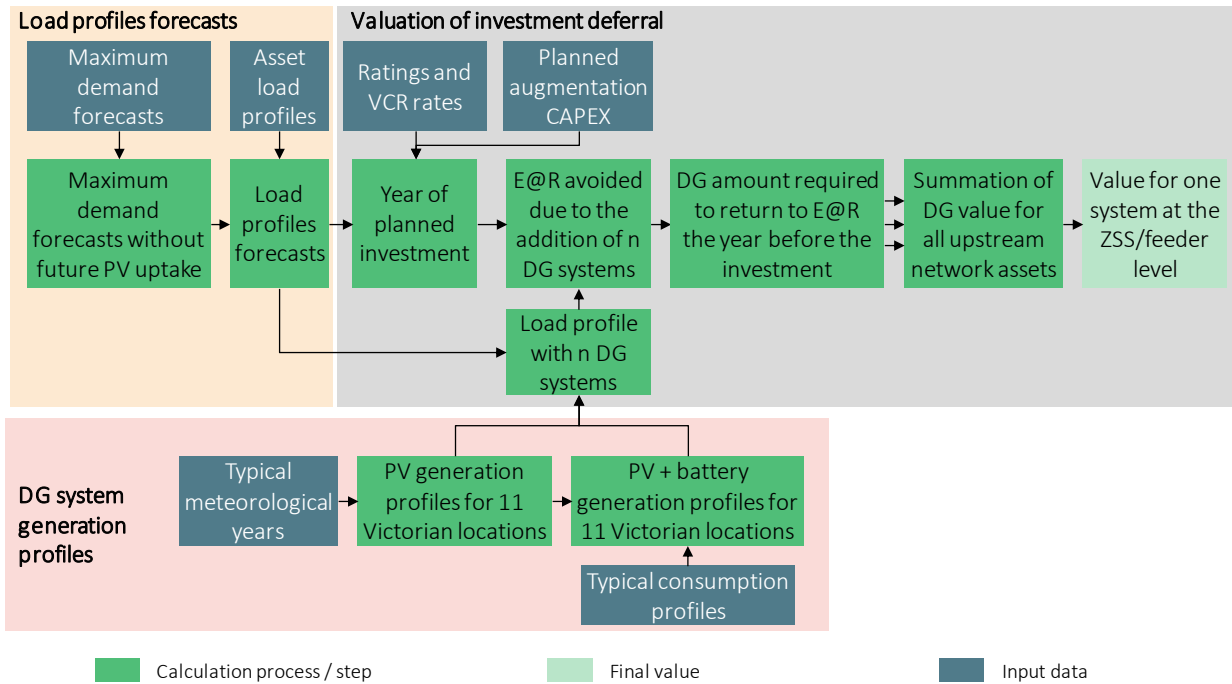 Load profiles forecasts
Valuation of investment deferral
Maximum
demand
forecasts
Asset
load
profiles
Ratings and
VCR rates
Planned
augmentation
CAPEX
Maximum
demand
forecasts without
future PV uptake
Load
profiles
forecasts
Year of
planned
investment
E@R avoided
due to the
addition of n
DG systems
DG amount required
to return to E@R
the year before the
investment
Summation of
DG value for
all upstream
network assets
Value for one
system at the
ZSS/feeder
level
Load profile
with n DG
systems
DG system
generation
profiles
Typical
meteorological
years
PV generation
profiles for 11
Victorian locations
PV + battery
generation profiles for
11 Victorian locations
Typical consumption
profiles
Calculation process / step
Final value
Input data